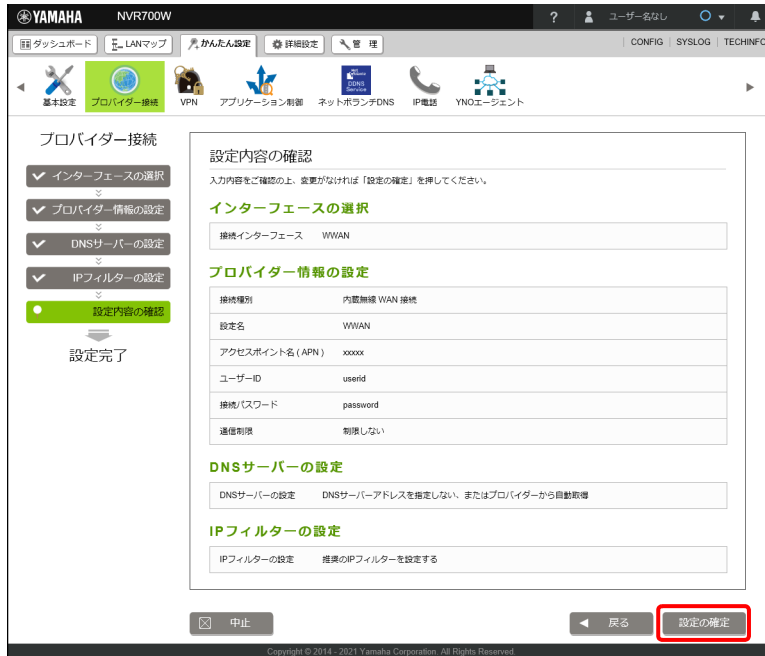 YAMAHA NVR700W ? ユーザー名なし
ダッシュボード LANマップ かんたん設定 詳細設定 管 理 CONFIG SYSLOG TECHINFO
基本設定 プロバイダー接続 VPN アプリケーション制御 ネットボランチDNS IP電話 YNOエージェント
DDNS
Service
プロバイダー接続
インターフェースの選択
プロバイダー情報の設定
DNSサーバーの設定
IPフィルターの設定
設定内容の確認
設定完了
設定内容の確認
入力内容をご確認の上、変更がなければ「設定の確定」を押してください。
インターフェースの選択
接続インターフェース WWAN
プロバイダー情報の設定
接続種別 内蔵無線 WAN 接続
設定名 WWAN
アクセスポイント名 ( APN ) xxxxx
ユーザーID userid
接続パスワード password
通信制限 制限しない
DNSサーバーの設定
DNSサーバーの設定 DNSサーバーアドレスを指定しない、またはプロバイダーから自動取得
IPフィルターの設定
IPフィルターの設定 推奨のIPフィルターを設定する
中止 戻る 設定の確定
Copyright © 2014 - 2021 Yamaha Corporation. All Rights Reserved.